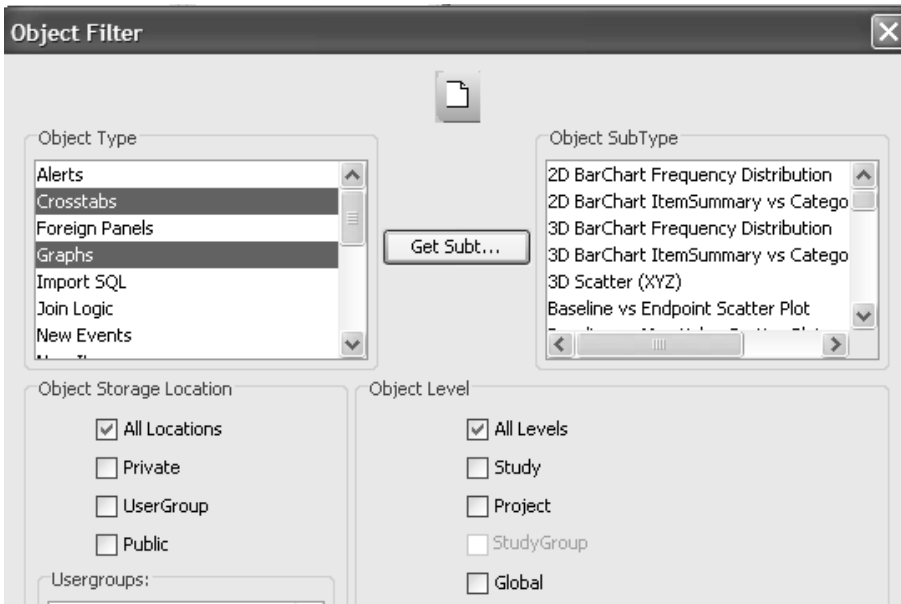 Object Filter
Object Type
Alerts
Crosstabs
Foreign Panels
Graphs
Import SQL
Join Logic
New Events
Get Subt...
Object SubType
2D BarChart Frequency Distribution
2D BarChart ItemSummary vs Catego
3D BarChart Frequency Distribution
3D BarChart ItemSummary vs Catego
3D Scatter (XYZ)
Baseline vs Endpoint Scatter Plot
Object Storage Location
All Locations
Private
UserGroup
Public
Usergroups:
Object Level
All Levels
Study
Project
StudyGroup
Global